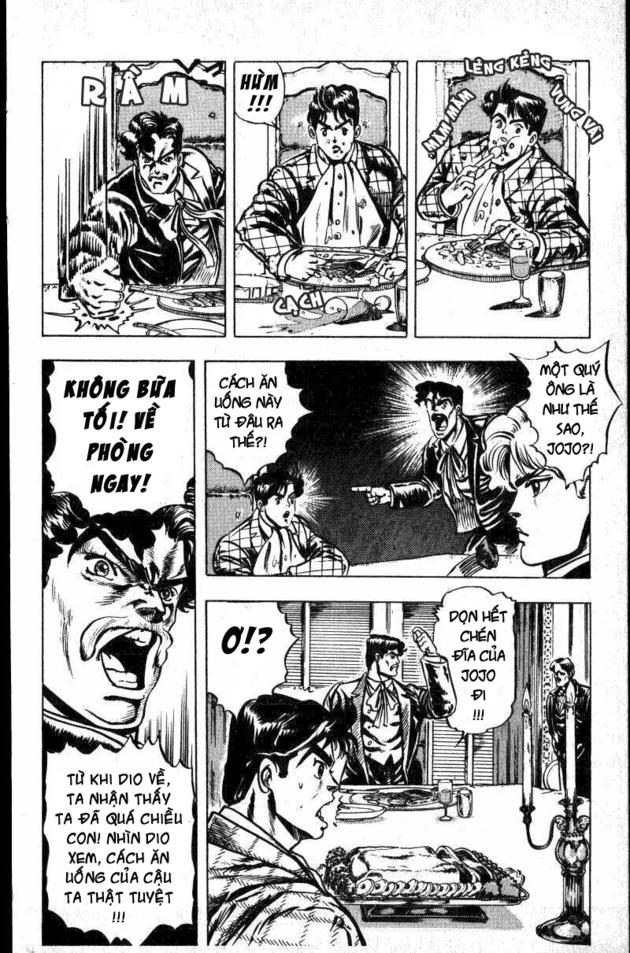 MĂM MĂM
LẺNG KẺNG
VUNG VÃI
HỪM
!!!
CẠCH
RẦM
MỘT QUÝ
ÔNG LÀ
NHƯ THẾ
SAO,
JOJO?!
CÁCH ĂN
UỐNG NÀY
TỪ ĐÂU RA
THẾ?!
DỌN HẾT
CHÉN
ĐĨA CỦA
JOJO
ĐI
!!!
Ơ!?
KHÔNG BỮA
TỐI! VỀ
PHÒNG
NGAY!
TỪ KHI DIO VỀ,
TA NHẬN THẤY
TA ĐÃ QUÁ CHIỀU
CON! NHÌN DIO
XEM, CÁCH ĂN
UỐNG CỦA CẬU
TA THẬT TUYỆT
!!!